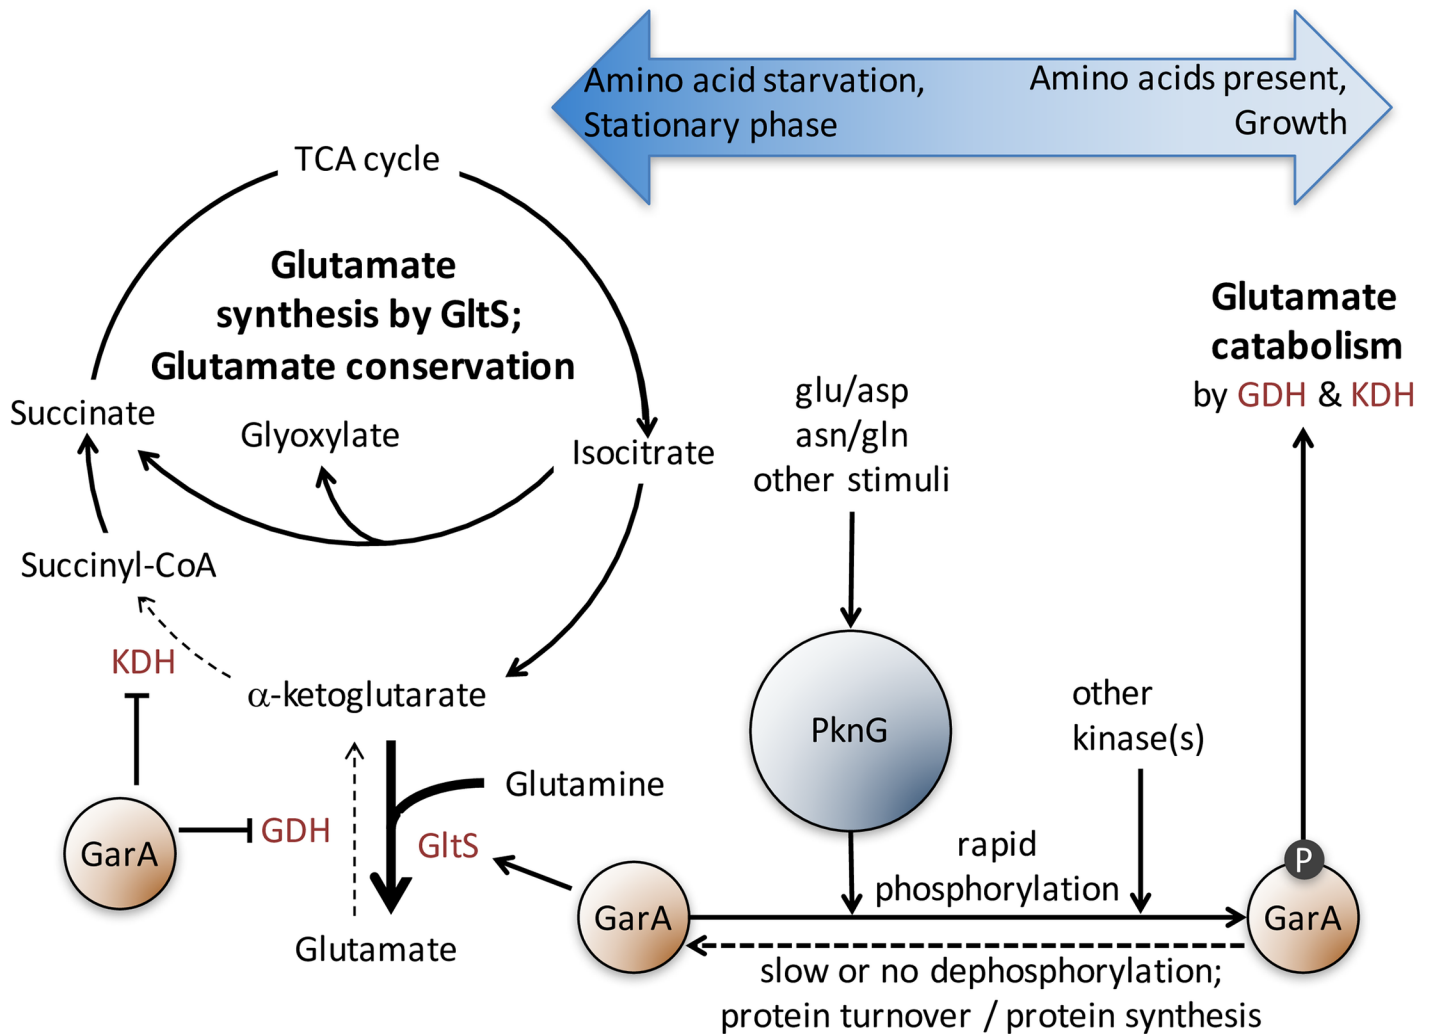 Amino acid starvation,
Stationary phase
Amino acids present,
Growth
TCA cycle
Glutamate
synthesis by GltS;
Glutamate conservation
Succinate
Glyoxylate
Isocitrate
Succinyl-CoA
KDH
α-ketoglutarate
Glutamine
GarA
GDH
GltS
Glutamate
glu/asp
asn/gln
other stimuli
PknG
other
kinase(s)
rapid
phosphorylation
GarA
slow or no dephosphorylation;
protein turnover / protein synthesis
Glutamate
catabolism
by GDH & KDH
P
GarA